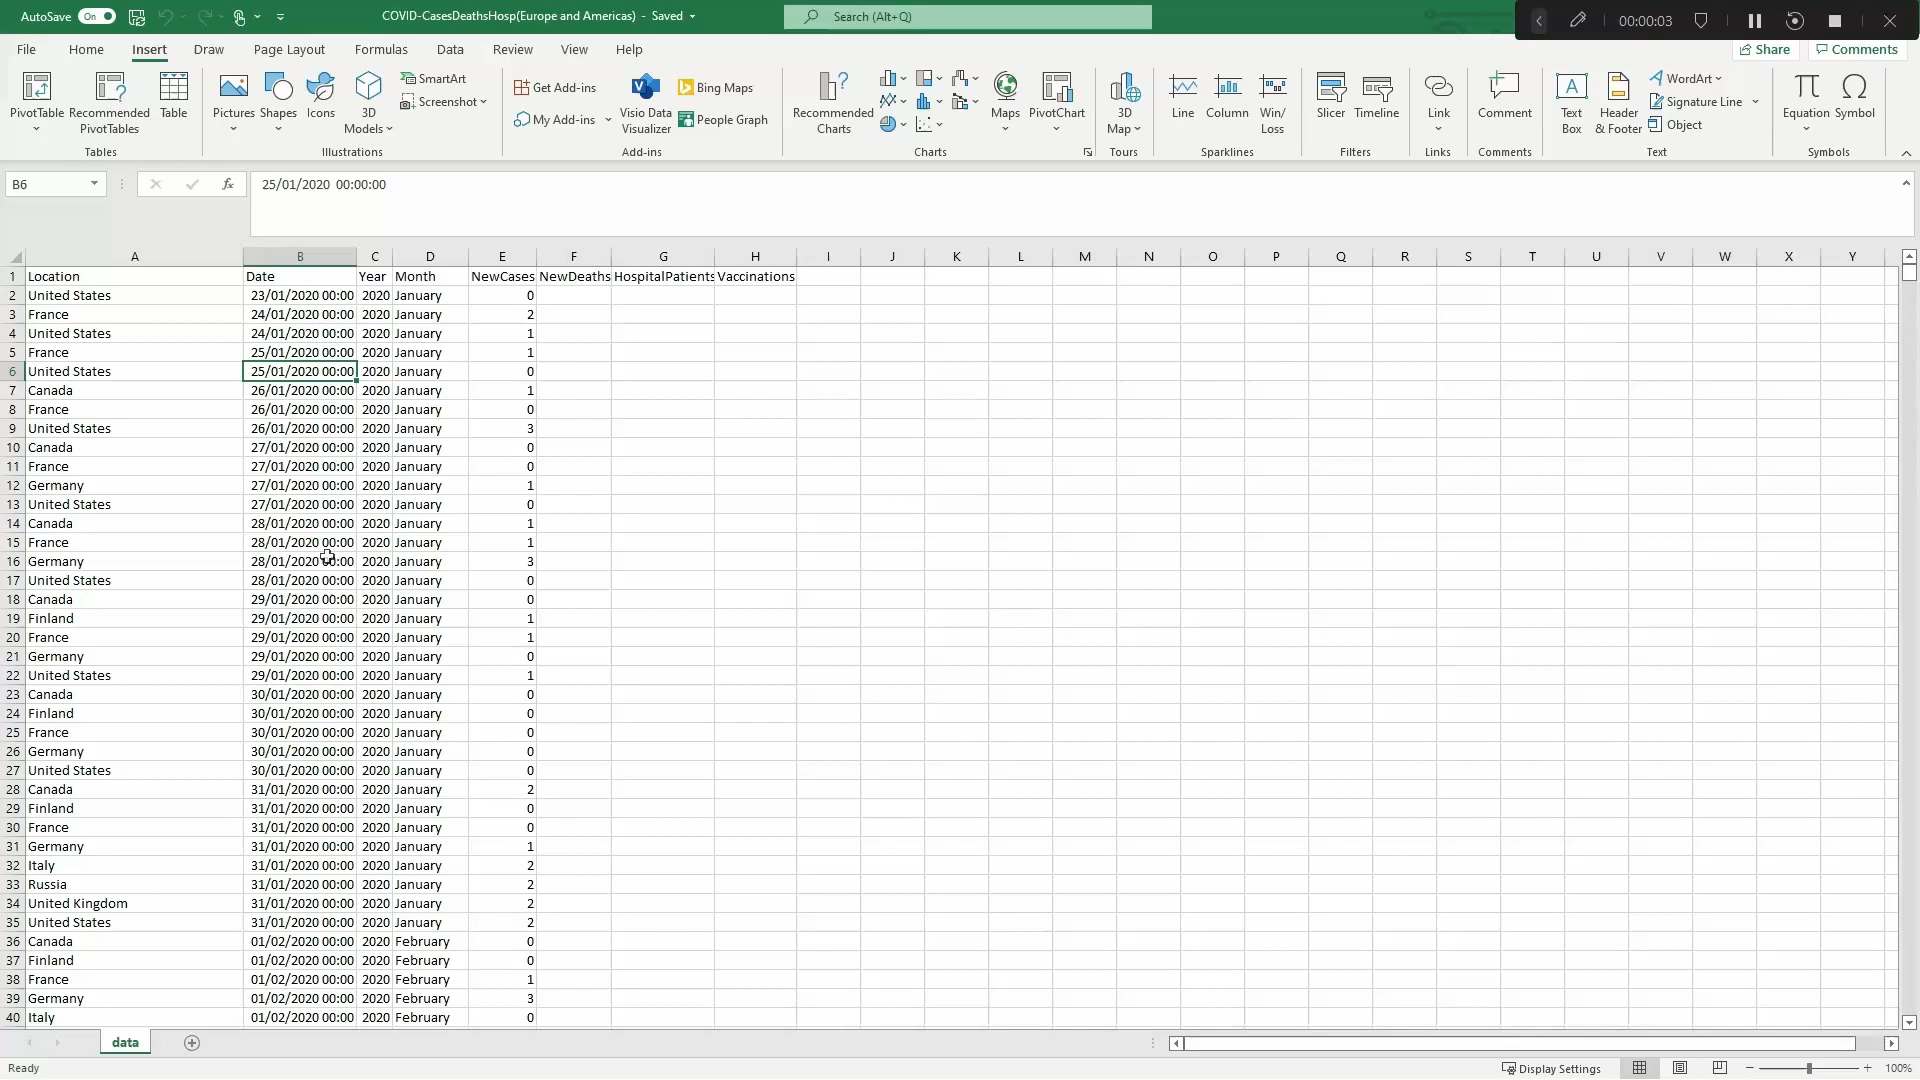 AutoSave On COVID-CasesDeathsHosp(Europe and Americas) - Saved Search (Alt+Q) 00:00:03
File Home Insert Draw Page Layout Formulas Data Review View Help Share Comments
PivotTable Recommended PivotTables Table Pictures Shapes Icons 3D Models SmartArt Screenshot Get Add-ins My Add-ins Visio Data Visualizer Bing Maps People Graph Recommended Charts Maps PivotChart 3D Map Line Column Win/Loss Slicer Timeline Link Comment Text Box Header & Footer WordArt Signature Line Object Equation Symbol
Tables Illustrations Add-ins Charts Tours Sparklines Filters Links Comments Text Symbols
B6 fx 25/01/2020 00:00:00
A B C D E F G H I J K L M N O P Q R S T U V W X Y
1 Location Date Year Month NewCases NewDeaths HospitalPatients Vaccinations
2 United States 23/01/2020 00:00 2020 January 0
3 France 24/01/2020 00:00 2020 January 2
4 United States 24/01/2020 00:00 2020 January 1
5 France 25/01/2020 00:00 2020 January 1
6 United States 25/01/2020 00:00 2020 January 0
7 Canada 26/01/2020 00:00 2020 January 1
8 France 26/01/2020 00:00 2020 January 0
9 United States 26/01/2020 00:00 2020 January 3
10 Canada 27/01/2020 00:00 2020 January 0
11 France 27/01/2020 00:00 2020 January 0
12 Germany 27/01/2020 00:00 2020 January 1
13 United States 27/01/2020 00:00 2020 January 0
14 Canada 28/01/2020 00:00 2020 January 1
15 France 28/01/2020 00:00 2020 January 1
16 Germany 28/01/2020 00:00 2020 January 3
17 United States 28/01/2020 00:00 2020 January 0
18 Canada 29/01/2020 00:00 2020 January 0
19 Finland 29/01/2020 00:00 2020 January 1
20 France 29/01/2020 00:00 2020 January 1
21 Germany 29/01/2020 00:00 2020 January 0
22 United States 29/01/2020 00:00 2020 January 1
23 Canada 30/01/2020 00:00 2020 January 0
24 Finland 30/01/2020 00:00 2020 January 0
25 France 30/01/2020 00:00 2020 January 0
26 Germany 30/01/2020 00:00 2020 January 0
27 United States 30/01/2020 00:00 2020 January 0
28 Canada 31/01/2020 00:00 2020 January 2
29 Finland 31/01/2020 00:00 2020 January 0
30 France 31/01/2020 00:00 2020 January 0
31 Germany 31/01/2020 00:00 2020 January 1
32 Italy 31/01/2020 00:00 2020 January 2
33 Russia 31/01/2020 00:00 2020 January 2
34 United Kingdom 31/01/2020 00:00 2020 January 2
35 United States 31/01/2020 00:00 2020 January 2
36 Canada 01/02/2020 00:00 2020 February 0
37 Finland 01/02/2020 00:00 2020 February 0
38 France 01/02/2020 00:00 2020 February 1
39 Germany 01/02/2020 00:00 2020 February 3
40 Italy 01/02/2020 00:00 2020 February 0
data
Ready Display Settings 100%